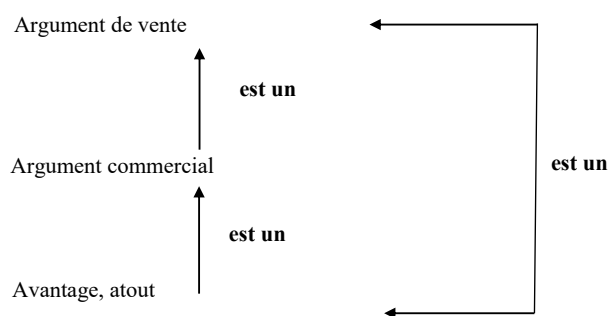 Argument de vente
est un
Argument commercial
est un
est un
Avantage, atout